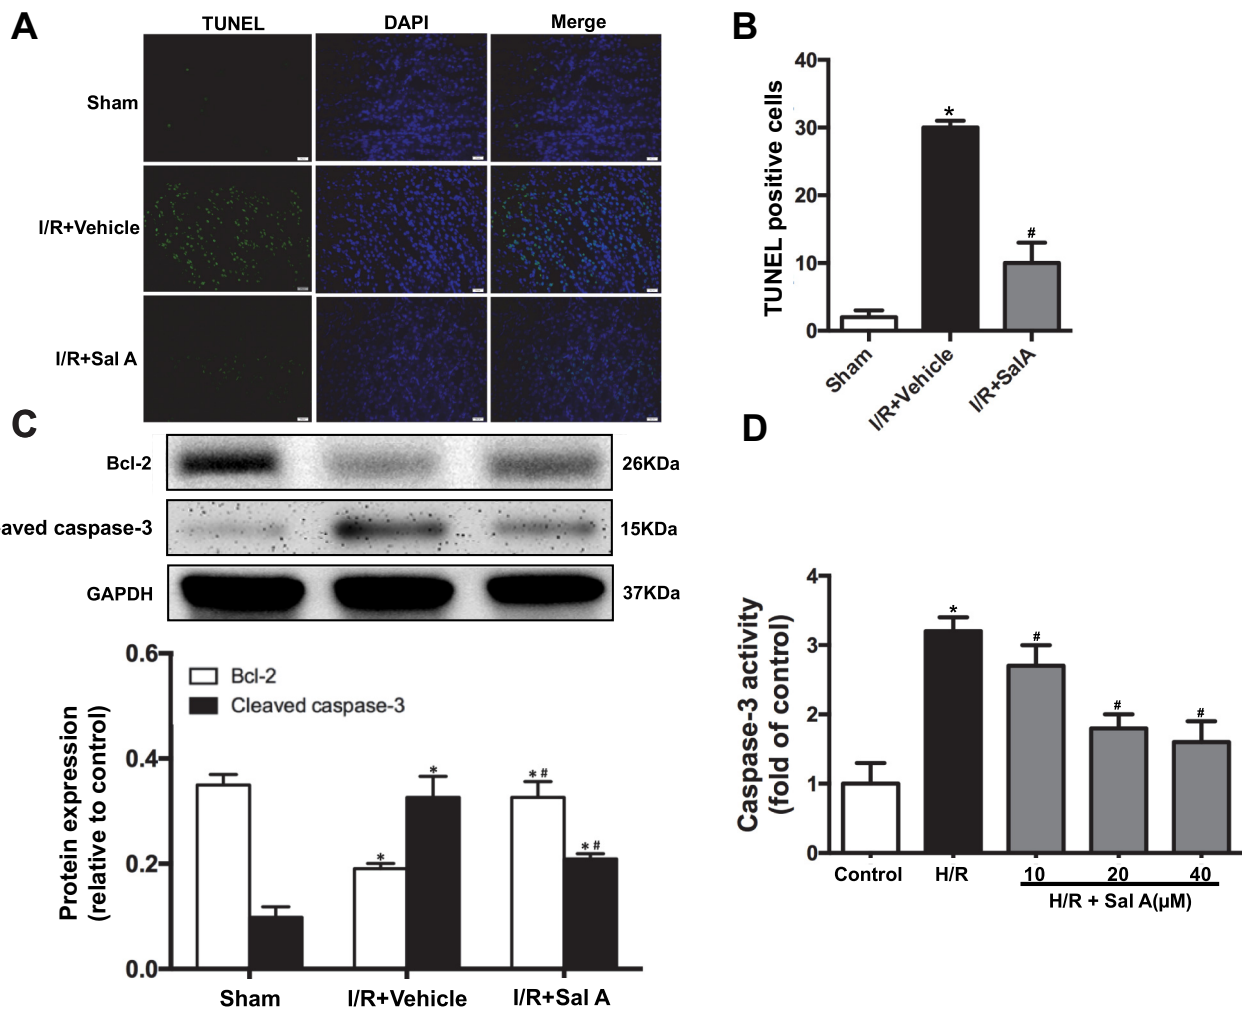 A
TUNEL
DAPI
Merge
Sham
I/R+Vehicle
I/R+Sal A
B
TUNEL positive cells
40
30
20
10
0
*
#
Sham
I/R+Vehicle
I/R+SalA
C
Bcl-2
26KDa
eaved caspase-3
15KDa
GAPDH
37KDa
Protein expression
(relative to control)
0.6
0.4
0.2
0.0
Bcl-2
Cleaved caspase-3
*
*
* #
* #
Sham
I/R+Vehicle
I/R+Sal A
D
Caspase-3 activity
(fold of control)
4
3
2
1
0
*
#
#
#
Control
H/R
10
20
40
H/R + Sal A(µM)